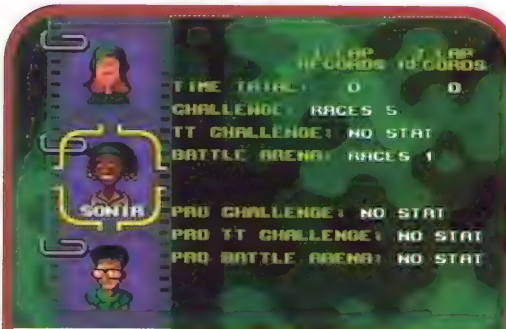 1 LAP 7 LAP
RECORDS RECORDS
TIME TRIAL: 0 0
CHALLENGE: RACES 5
TT CHALLENGE: NO STAT
BATTLE ARENA: RACES 1
SONIA
PRO CHALLENGE: NO STAT
PRO TT CHALLENGE: NO STAT
PRO BATTLE ARENA: NO STAT